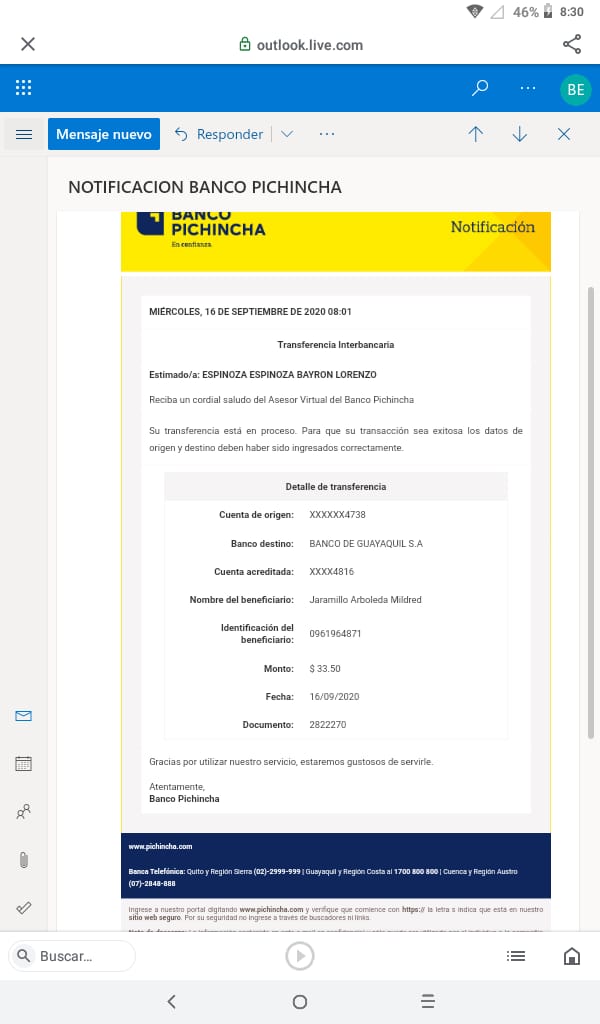 46% 8:30
outlook.live.com
BE
Mensaje nuevo Responder
NOTIFICACION BANCO PICHINCHA
BANCO
PICHINCHA
En confianza
Notificación
MIÉRCOLES, 16 DE SEPTIEMBRE DE 2020 08:01
Transferencia Interbancaria
Estimado/a: ESPINOZA ESPINOZA BAYRON LORENZO
Reciba un cordial saludo del Asesor Virtual del Banco Pichincha
Su transferencia está en proceso. Para que su transacción sea exitosa los datos de
origen y destino deben haber sido ingresados correctamente.
Detalle de transferencia
Cuenta de origen: XXXXXX4738
Banco destino: BANCO DE GUAYAQUIL S.A
Cuenta acreditada: XXXX4816
Nombre del beneficiario: Jaramillo Arboleda Mildred
Identificación del
beneficiario: 0961964871
Monto: $ 33.50
Fecha: 16/09/2020
Documento: 2822270
Gracias por utilizar nuestro servicio, estaremos gustosos de servirle.
Atentamente,
Banco Pichincha
www.pichincha.com
Banca Telefónica: Quito y Región Sierra (02)-2999-999 | Guayaquil y Región Costa al 1700 800 800 | Cuenca y Región Austro
(07)-2848-888
Ingrese a nuestro portal digitando www.pichincha.com y verifique que comience con https:// la letra s indica que está en nuestro
sitio web seguro. Por su seguridad no ingrese a través de buscadores ni links.
Buscar...